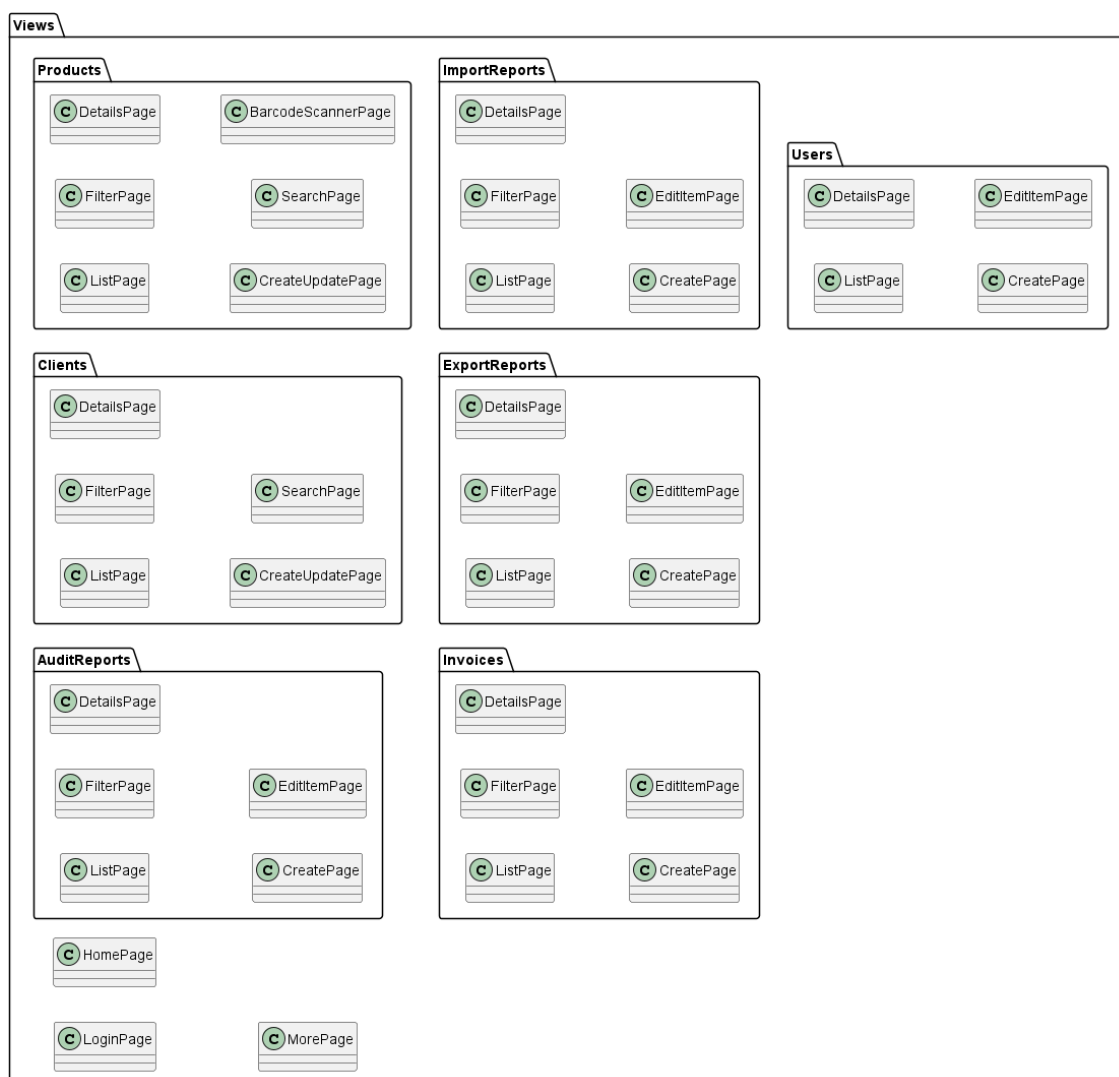 Views
Products
C DetailsPage
C BarcodeScannerPage
C FilterPage
C SearchPage
C ListPage
C CreateUpdatePage
ImportReports
C DetailsPage
C FilterPage
C EditItemPage
C ListPage
C CreatePage
Users
C DetailsPage
C EditItemPage
C ListPage
C CreatePage
Clients
C DetailsPage
C FilterPage
C SearchPage
C ListPage
C CreateUpdatePage
ExportReports
C DetailsPage
C FilterPage
C EditItemPage
C ListPage
C CreatePage
AuditReports
C DetailsPage
C FilterPage
C EditItemPage
C ListPage
C CreatePage
Invoices
C DetailsPage
C FilterPage
C EditItemPage
C ListPage
C CreatePage
C HomePage
C LoginPage
C MorePage